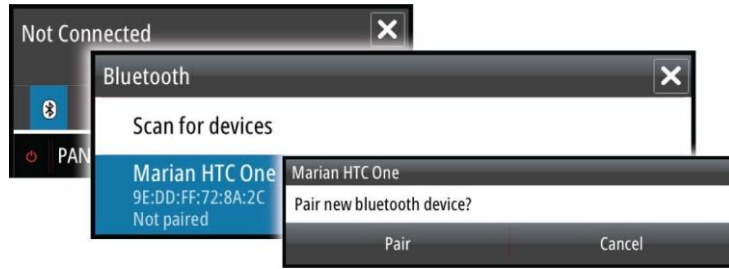 Not Connected
Bluetooth
Scan for devices
PAN
Marian HTC One
9E:DD:FF:72:8A:2C
Not paired
Marian HTC One
Pair new bluetooth device?
Pair Cancel